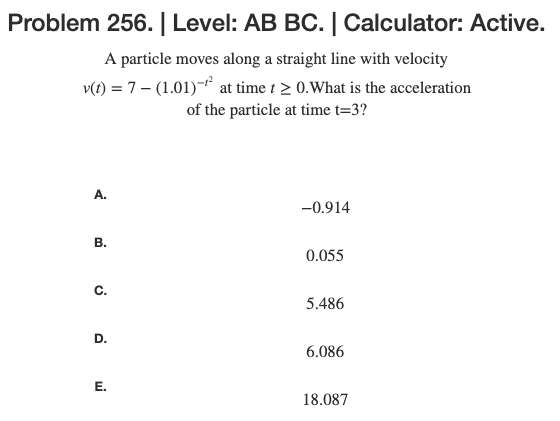 Problem 256. | Level: AB BC. | Calculator: Active.
A particle moves along a straight line with velocity
v(t) = 7 − (1.01)^{−t²} at time t ≥ 0.What is the acceleration
of the particle at time t=3?
A.
−0.914
B.
0.055
C.
5.486
D.
6.086
E.
18.087